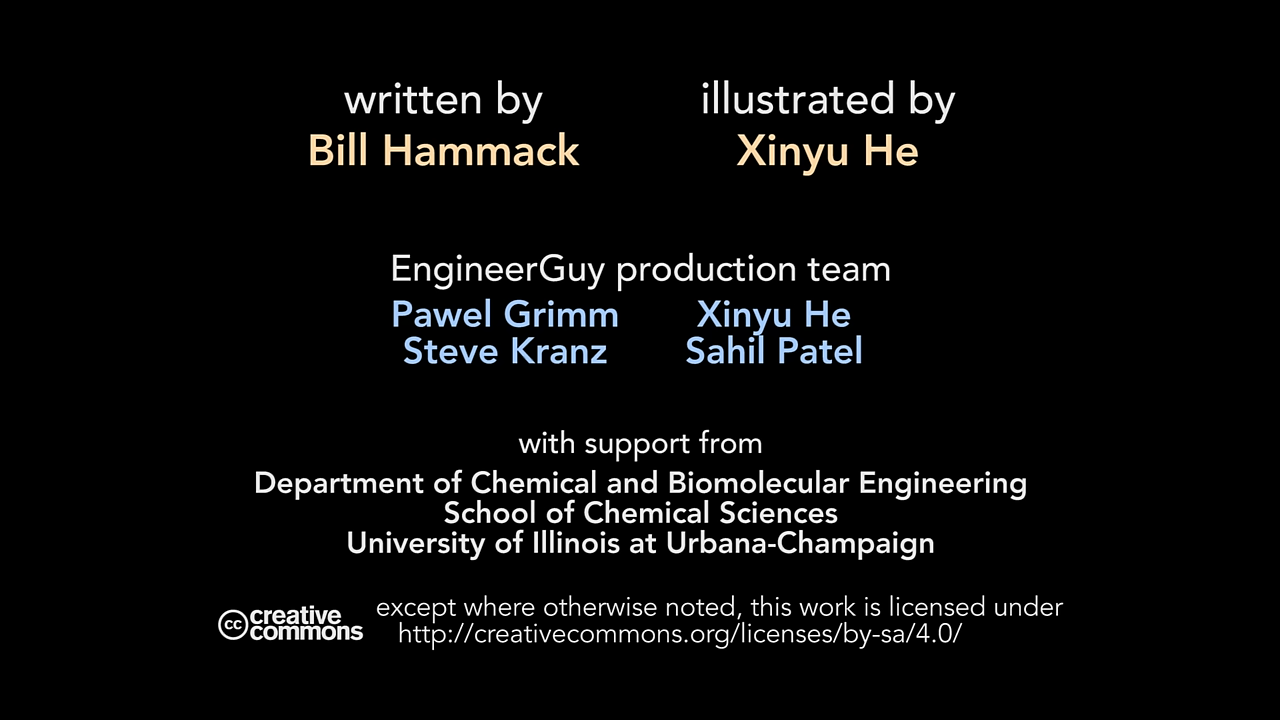 written by
Bill Hammack
illustrated by
Xinyu He
EngineerGuy production team
Pawel Grimm
Xinyu He
Steve Kranz
Sahil Patel
with support from
Department of Chemical and Biomolecular Engineering
School of Chemical Sciences
University of Illinois at Urbana-Champaign
cc creative commons
except where otherwise noted, this work is licensed under
http://creativecommons.org/licenses/by-sa/4.0/